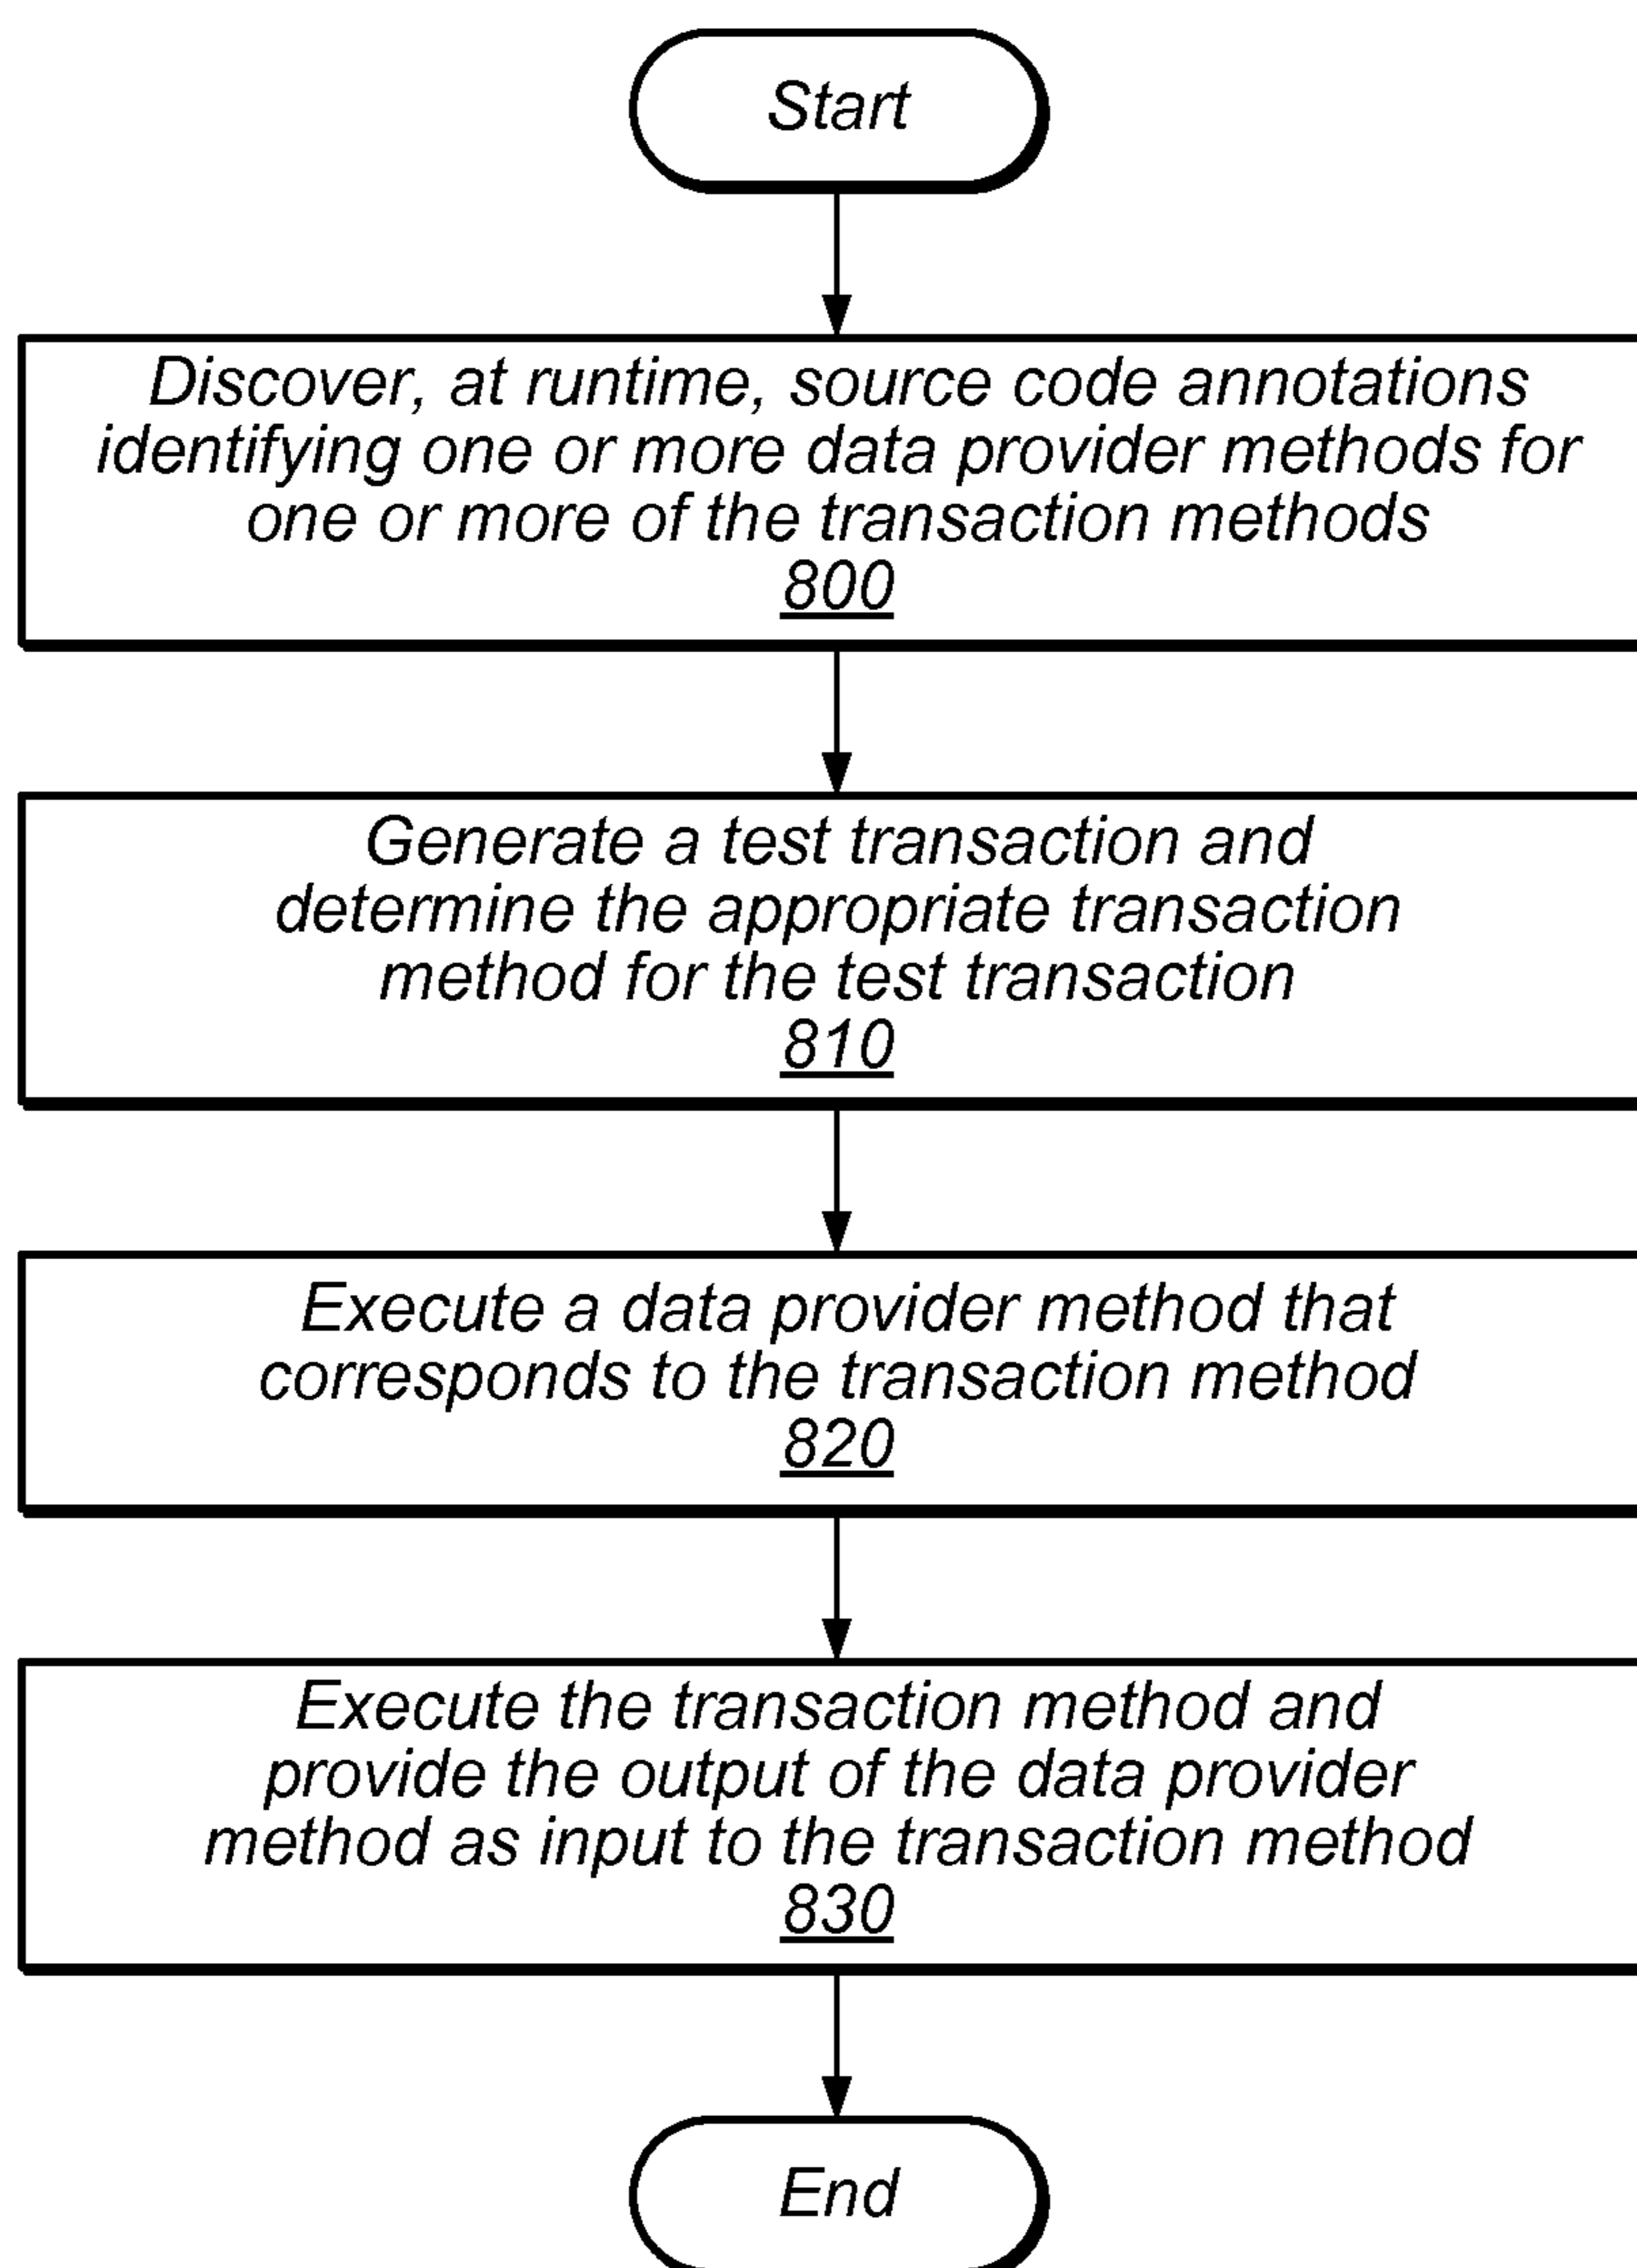 Start
Discover, at runtime, source code annotations
identifying one or more data provider methods for
one or more of the transaction methods
800
Generate a test transaction and
determine the appropriate transaction
method for the test transaction
810
Execute a data provider method that
corresponds to the transaction method
820
Execute the transaction method and
provide the output of the data provider
method as input to the transaction method
830
End